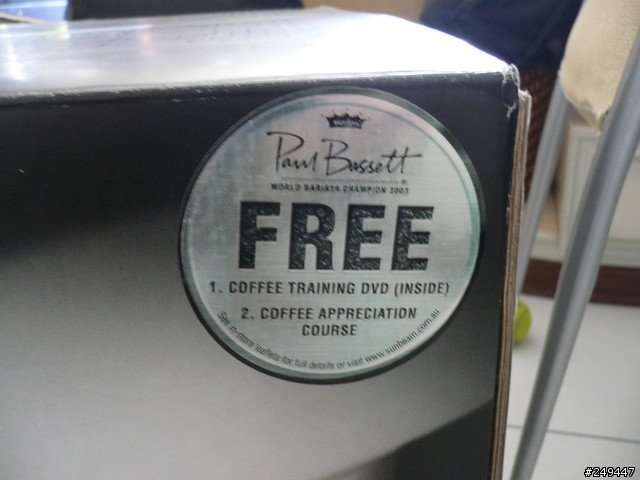 Paul Bassett
WORLD BARISTA CHAMPION 2003
FREE
1. COFFEE TRAINING DVD (INSIDE)
2. COFFEE APPRECIATION
COURSE
See in-store leaflets for full details or visit www.sunbeam.com.au
#249447